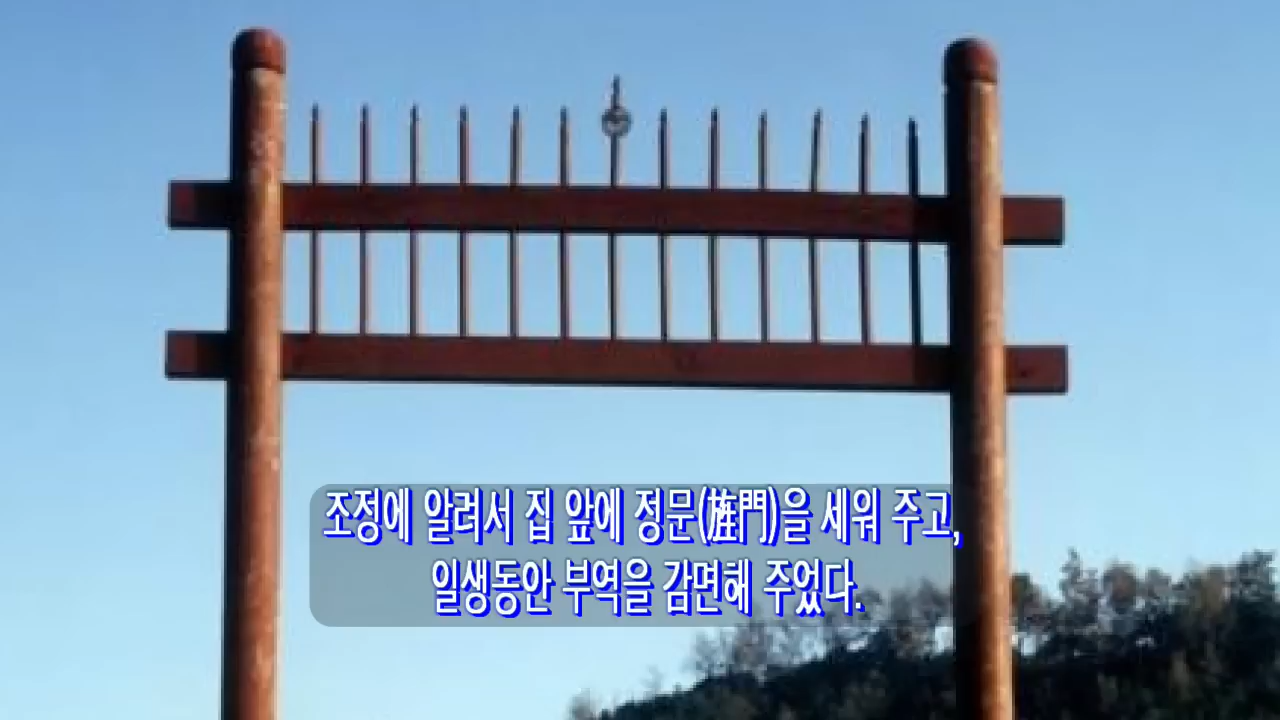 조정에 알려서 집 앞에 정문(旌門)을 세워 주고,
일생동안 부역을 감면해 주었다.